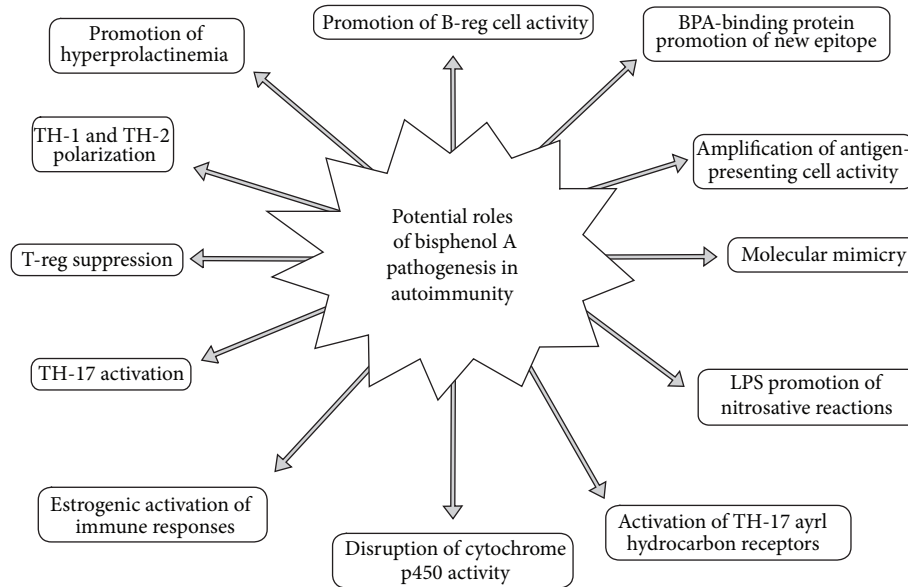 Promotion of
hyperprolactinemia
Promotion of B-reg cell activity
BPA-binding protein
promotion of new epitope
TH-1 and TH-2
polarization
Amplification of antigen-
presenting cell activity
Potential roles
of bisphenol A
pathogenesis in
autoimmunity
T-reg suppression
Molecular mimicry
TH-17 activation
LPS promotion of
nitrosative reactions
Estrogenic activation of
immune responses
Disruption of cytochrome
p450 activity
Activation of TH-17 ayrl
hydrocarbon receptors